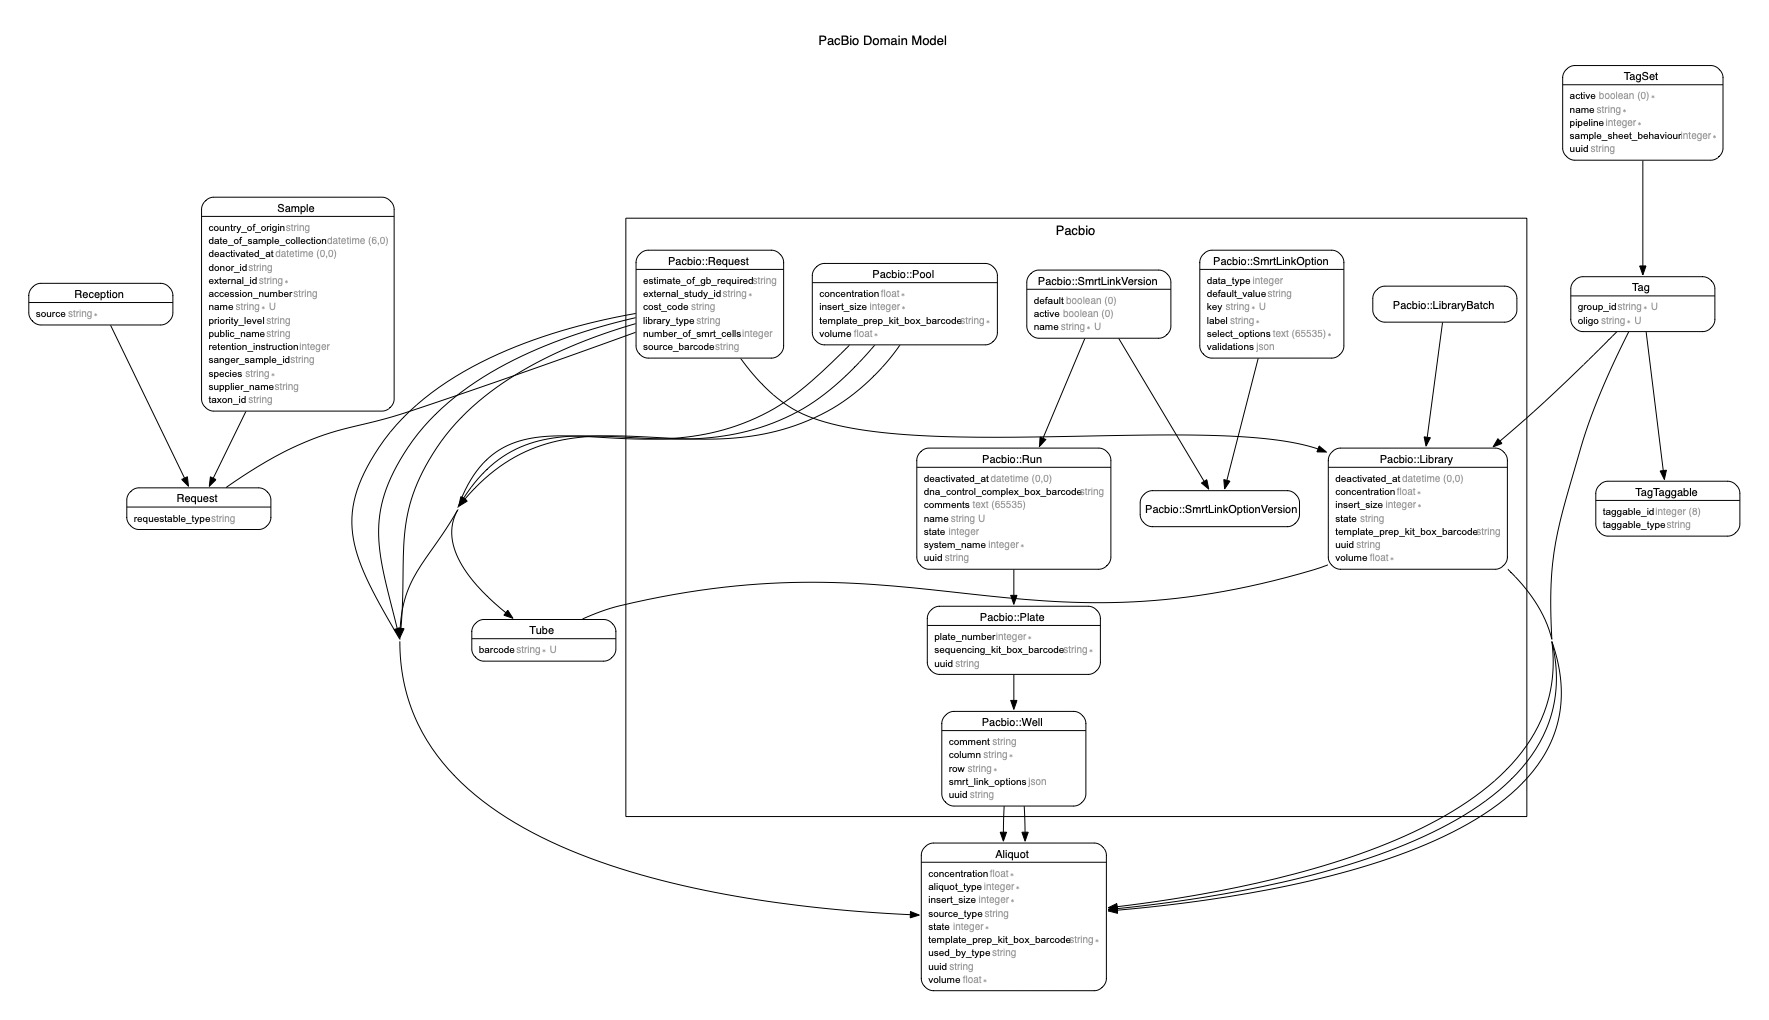 PacBio Domain Model
TagSet
active boolean (0) ∗
name string ∗
pipeline integer ∗
sample_sheet_behaviour integer ∗
uuid string
Sample
country_of_origin string
date_of_sample_collection datetime (6,0)
deactivated_at datetime (0,0)
donor_id string
external_id string ∗
accession_number string
name string ∗ U
priority_level string
public_name string
retention_instruction integer
sanger_sample_id string
species string ∗
supplier_name string
taxon_id string
Reception
source string ∗
Request
requestable_type string
Pacbio
Pacbio::Request
estimate_of_gb_required string
external_study_id string ∗
cost_code string
library_type string
number_of_smrt_cells integer
source_barcode string
Pacbio::Pool
concentration float ∗
insert_size integer ∗
template_prep_kit_box_barcode string ∗
volume float ∗
Pacbio::SmrtLinkVersion
default boolean (0)
active boolean (0)
name string ∗ U
Pacbio::SmrtLinkOption
data_type integer
default_value string
key string ∗ U
label string ∗
select_options text (65535) ∗
validations json
Pacbio::LibraryBatch
Tag
group_id string ∗ U
oligo string ∗ U
Pacbio::Run
deactivated_at datetime (0,0)
dna_control_complex_box_barcode string
comments text (65535)
name string U
state integer
system_name integer ∗
uuid string
Pacbio::SmrtLinkOptionVersion
Pacbio::Library
deactivated_at datetime (0,0)
concentration float ∗
insert_size integer ∗
state string
template_prep_kit_box_barcode string
uuid string
volume float ∗
TagTaggable
taggable_id integer (8)
taggable_type string
Tube
barcode string ∗ U
Pacbio::Plate
plate_number integer ∗
sequencing_kit_box_barcode string ∗
uuid string
Pacbio::Well
comment string
column string ∗
row string ∗
smrt_link_options json
uuid string
Aliquot
concentration float ∗
aliquot_type integer ∗
insert_size integer ∗
source_type string
state integer ∗
template_prep_kit_box_barcode string ∗
used_by_type string
uuid string
volume float ∗